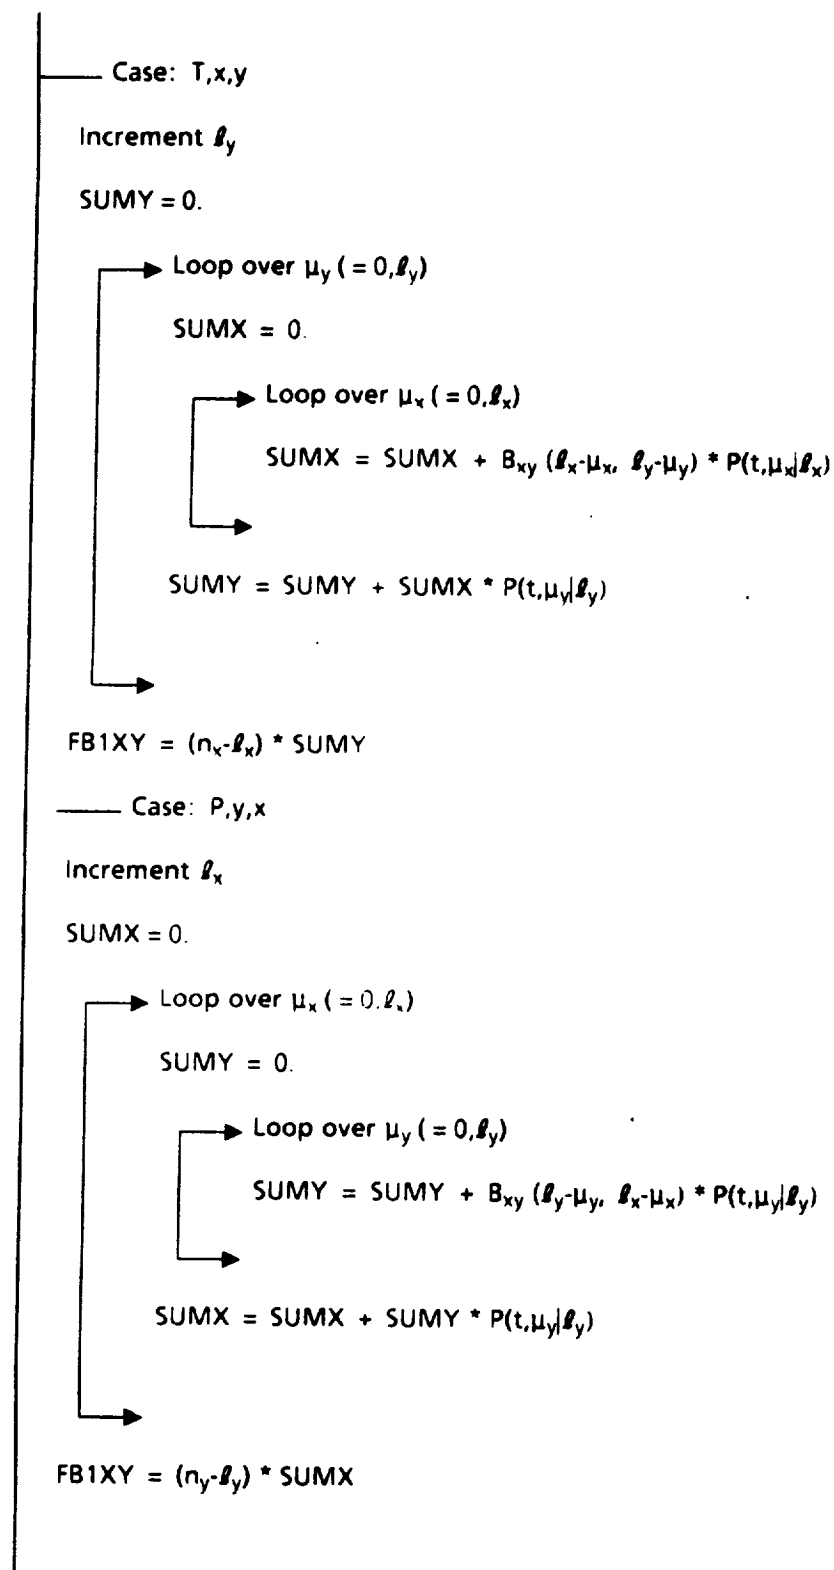 Case: T,x,y
Increment ℓy
SUMY = 0.
Loop over μy ( = 0,ℓy)
SUMX = 0.
Loop over μx ( = 0,ℓx)
SUMX = SUMX + Bxy (ℓx-μx, ℓy-μy) * P(t,μx|ℓx)
SUMY = SUMY + SUMX * P(t,μy|ℓy)
FB1XY = (nx-ℓx) * SUMY
Case: P,y,x
Increment ℓx
SUMX = 0.
Loop over μx ( = 0.ℓx)
SUMY = 0.
Loop over μy ( = 0,ℓy)
SUMY = SUMY + Bxy (ℓy-μy, ℓx-μx) * P(t,μy|ℓy)
SUMX = SUMX + SUMY * P(t,μy|ℓy)
FB1XY = (ny-ℓy) * SUMX